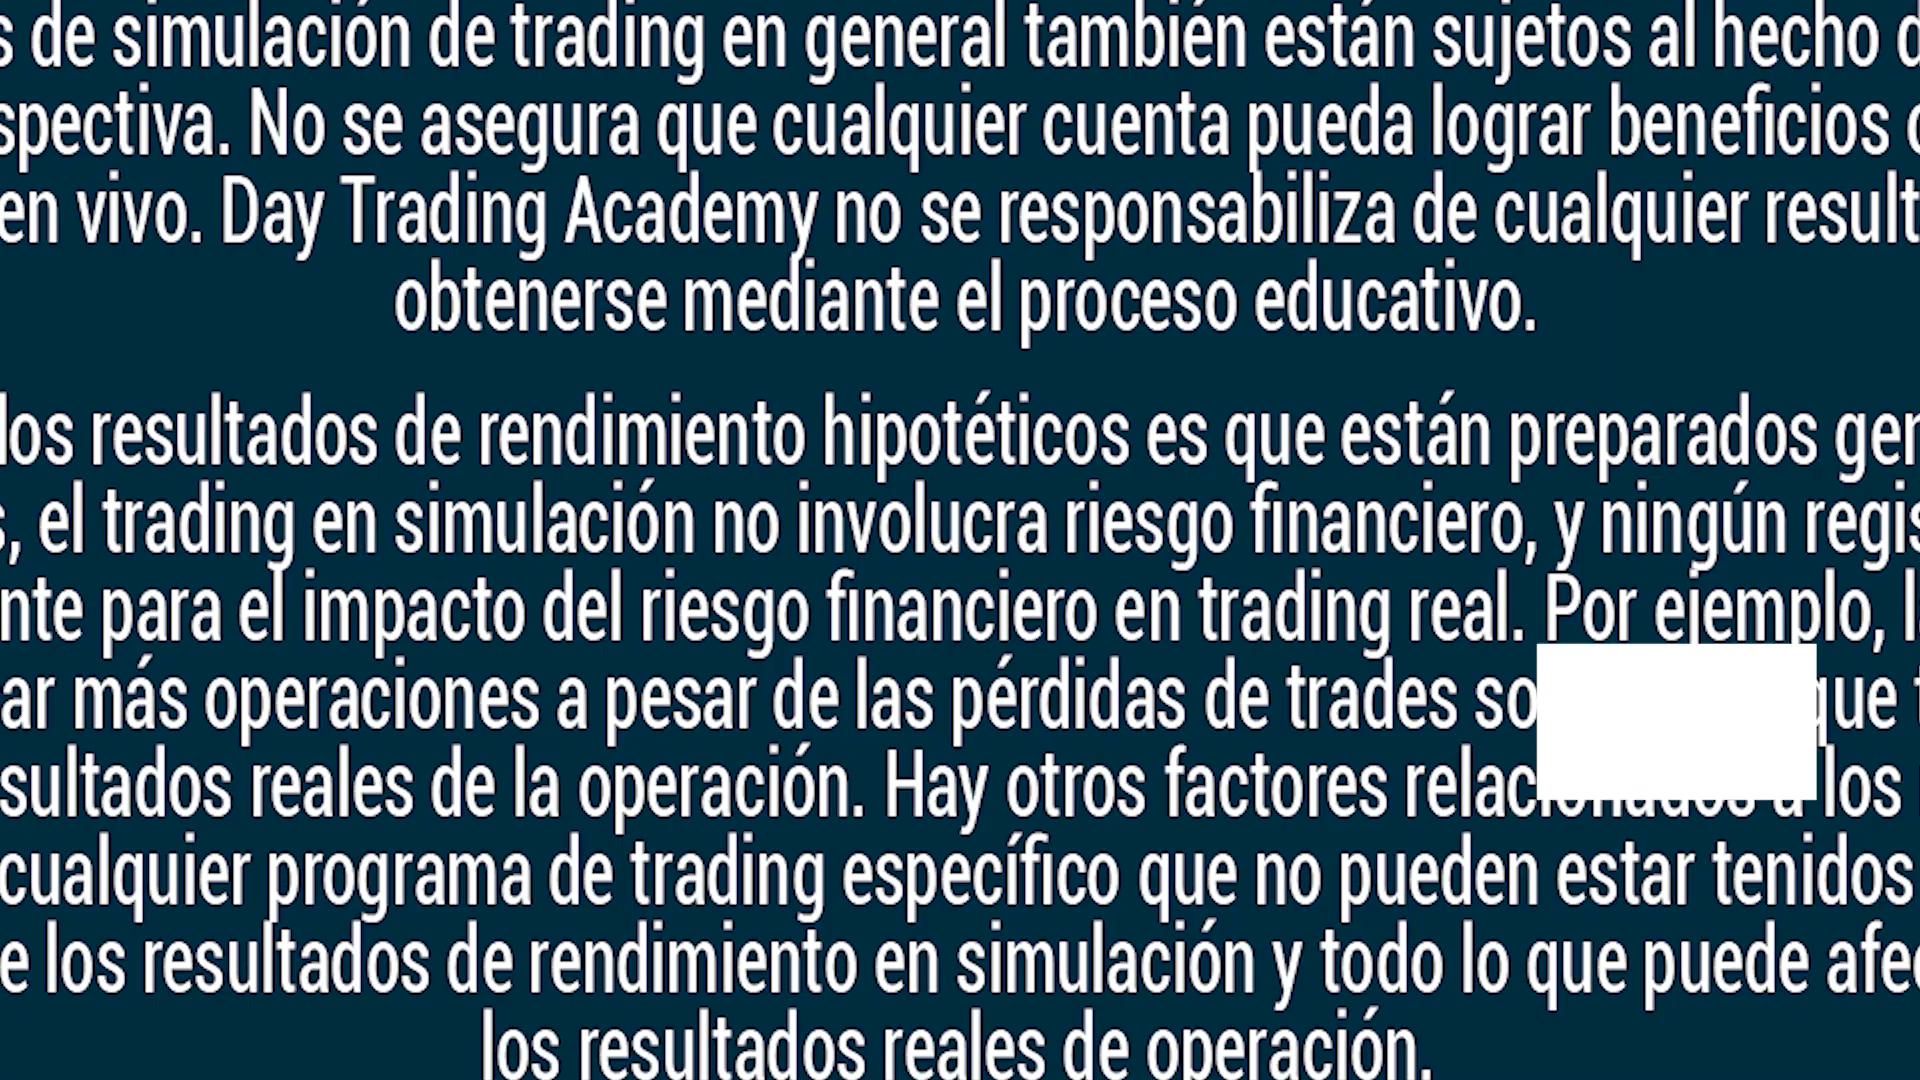 s de simulación de trading en general también están sujetos al hecho d
spectiva. No se asegura que cualquier cuenta pueda lograr beneficios
en vivo. Day Trading Academy no se responsabiliza de cualquier result
obtenerse mediante el proceso educativo.
los resultados de rendimiento hipotéticos es que están preparados gen
s, el trading en simulación no involucra riesgo financiero, y ningún regis
nte para el impacto del riesgo financiero en trading real. Por ejemplo, l
ar más operaciones a pesar de las pérdidas de trades so que t
sultados reales de la operación. Hay otros factores relacionados a los
cualquier programa de trading específico que no pueden estar tenidos
e los resultados de rendimiento en simulación y todo lo que puede afec
los resultados reales de operación.